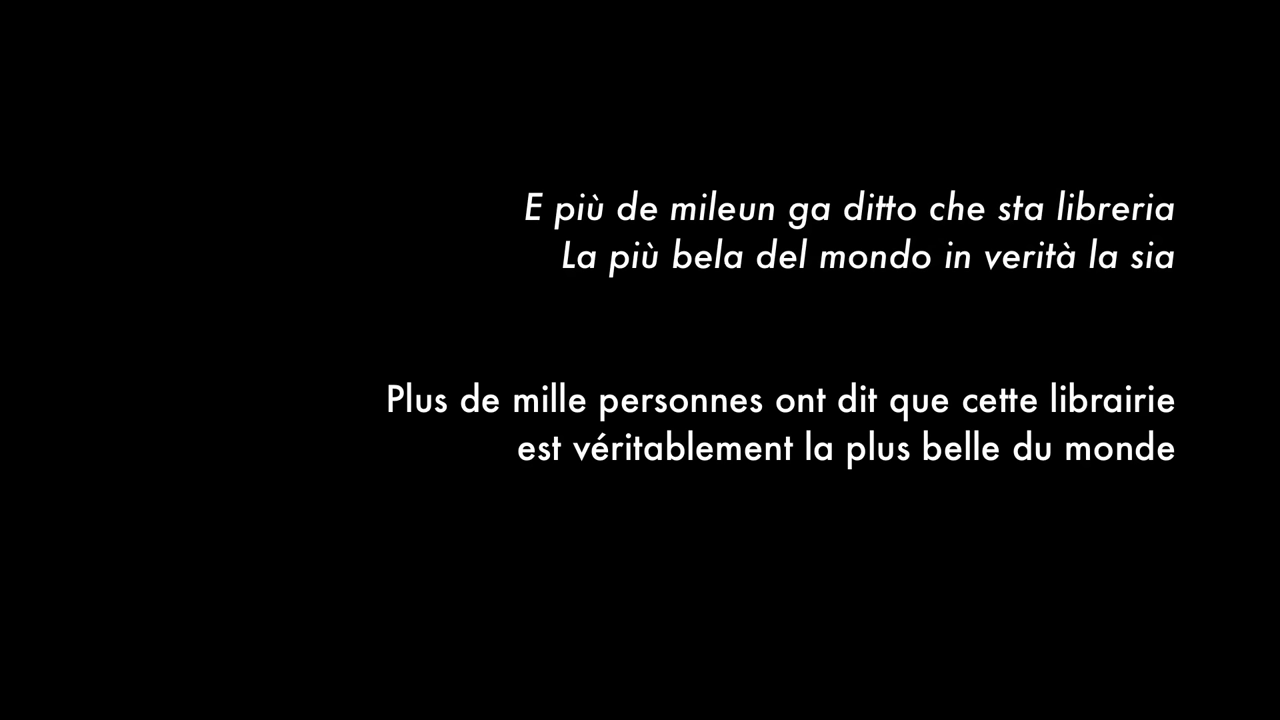 E più de mileun ga ditto che sta libreria
La più bela del mondo in verità la sia
Plus de mille personnes ont dit que cette librairie
est véritablement la plus belle du monde